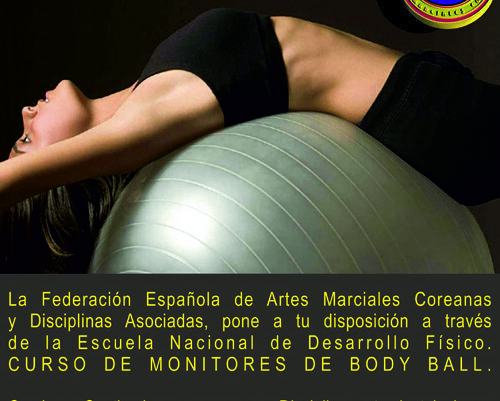 La Federación Española de Artes Marciales Coreanas
y Disciplinas Asociadas, pone a tu disposición a través
de la Escuela Nacional de Desarrollo Físico.
CURSO DE MONITORES DE BODY BALL.